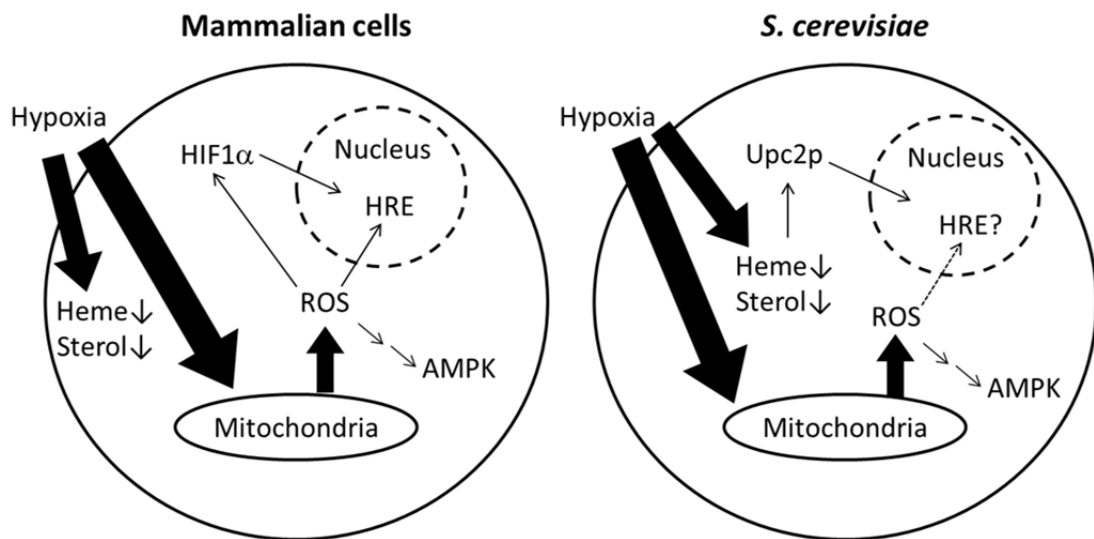 Mammalian cells
Hypoxia
HIF1α
Nucleus
HRE
Heme↓
Sterol↓
ROS
AMPK
Mitochondria
S. cerevisiae
Hypoxia
Upc2p
Nucleus
HRE?
Heme↓
Sterol↓
ROS
AMPK
Mitochondria